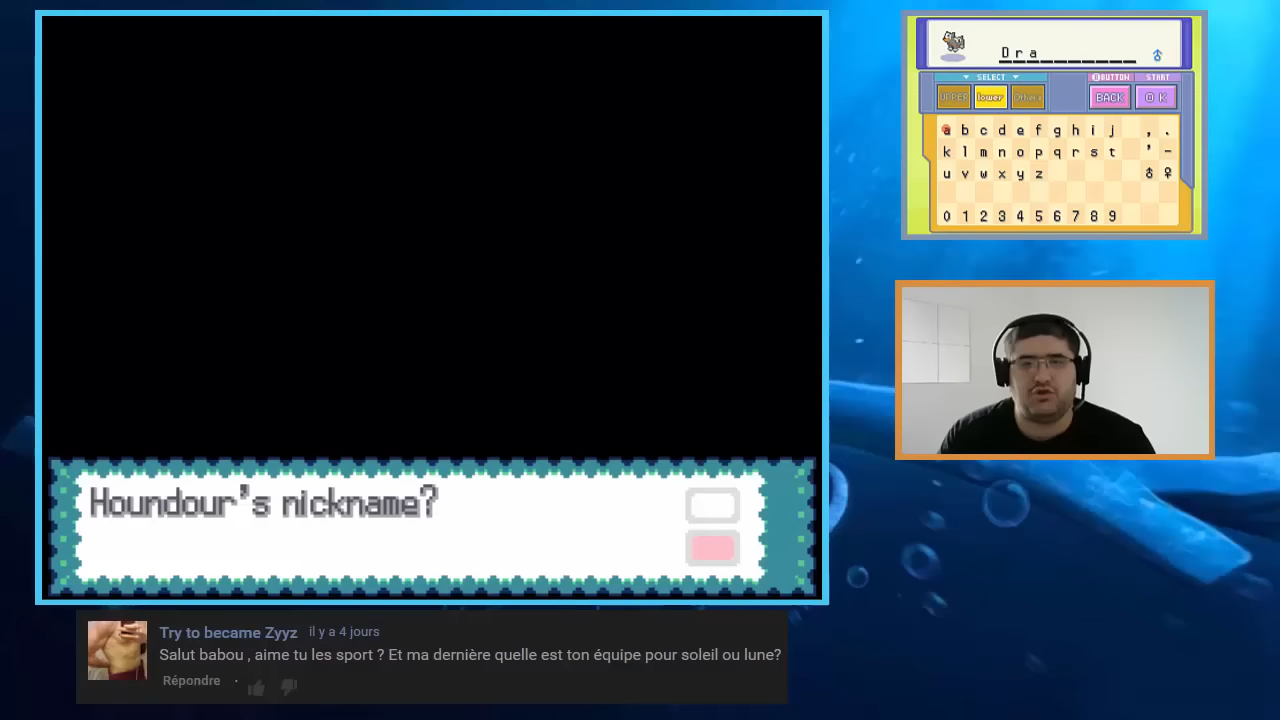 Houndour's nickname?
Try to became Zyyz il y a 4 jours
Salut babou , aime tu les sport ? Et ma dernière quelle est ton équipe pour soleil ou lune?
Répondre
Dra
SELECT BUTTON START
UPPER lower Others BACK OK
a b c d e f g h i j , .
k l m n o p q r s t ' -
u v w x y z ♂ ♀
0 1 2 3 4 5 6 7 8 9